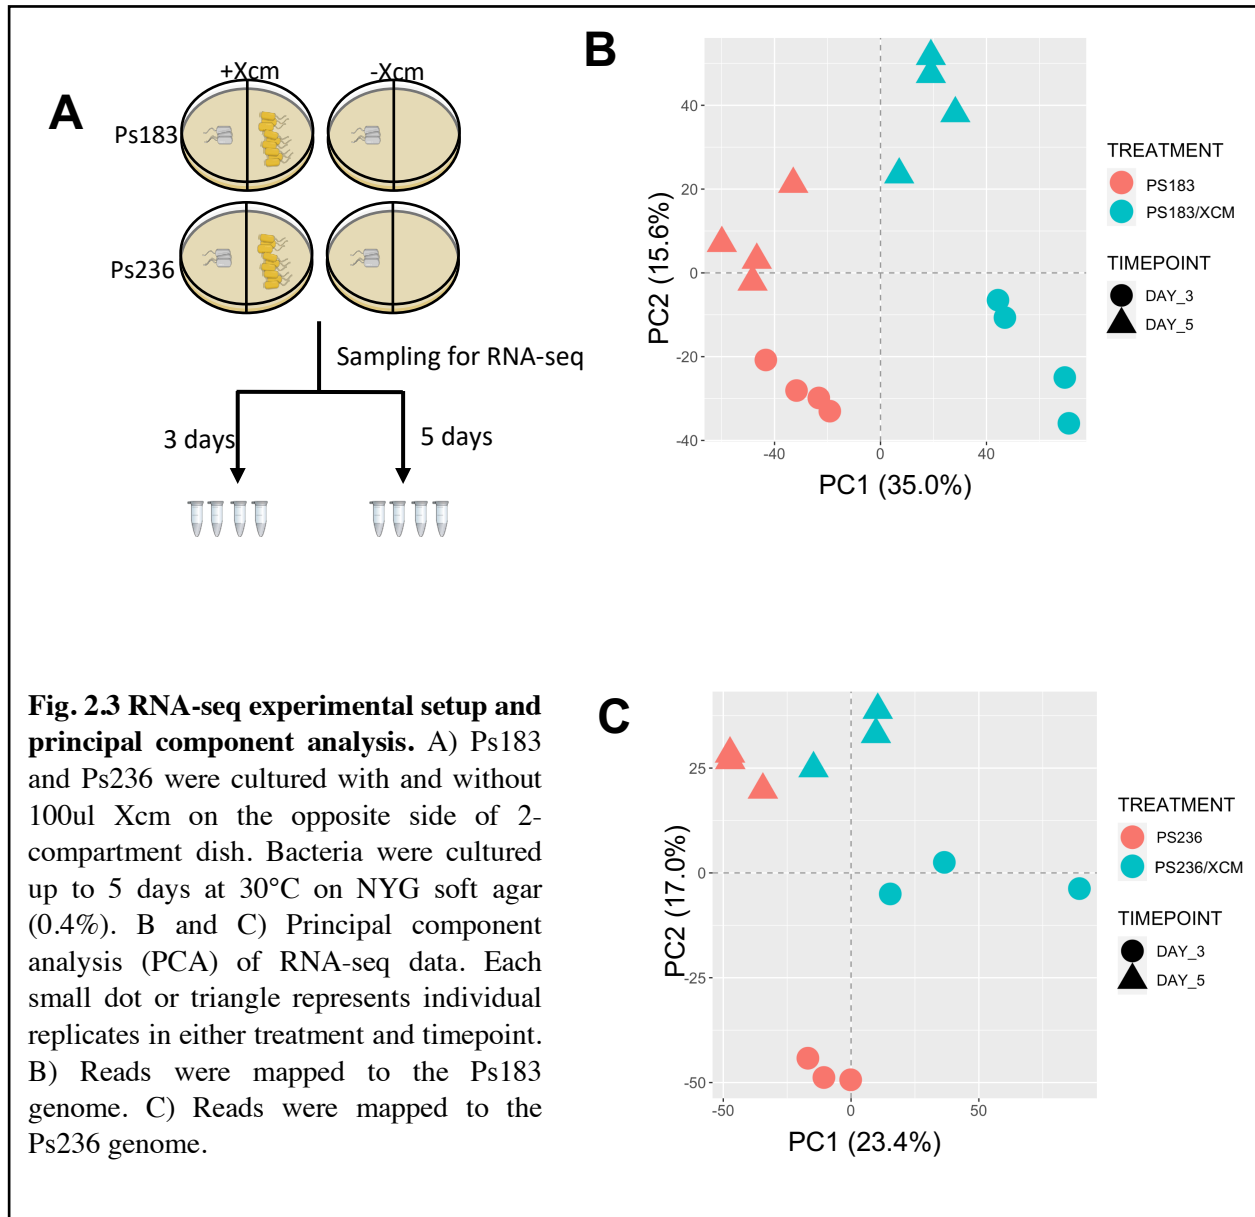 A
+Xcm
-Xcm
Ps183
Ps236
Sampling for RNA-seq
3 days
5 days
B
40
20
0
-20
-40
-40
0
40
PC2 (15.6%)
PC1 (35.0%)
TREATMENT
PS183
PS183/XCM
TIMEPOINT
DAY_3
DAY_5
Fig. 2.3 RNA-seq experimental setup and
principal component analysis. A) Ps183
and Ps236 were cultured with and without
100ul Xcm on the opposite side of 2-
compartment dish. Bacteria were cultured
up to 5 days at 30°C on NYG soft agar
(0.4%). B and C) Principal component
analysis (PCA) of RNA-seq data. Each
small dot or triangle represents individual
replicates in either treatment and timepoint.
B) Reads were mapped to the Ps183
genome. C) Reads were mapped to the
Ps236 genome.
C
25
0
-25
-50
-50
0
50
PC2 (17.0%)
PC1 (23.4%)
TREATMENT
PS236
PS236/XCM
TIMEPOINT
DAY_3
DAY_5